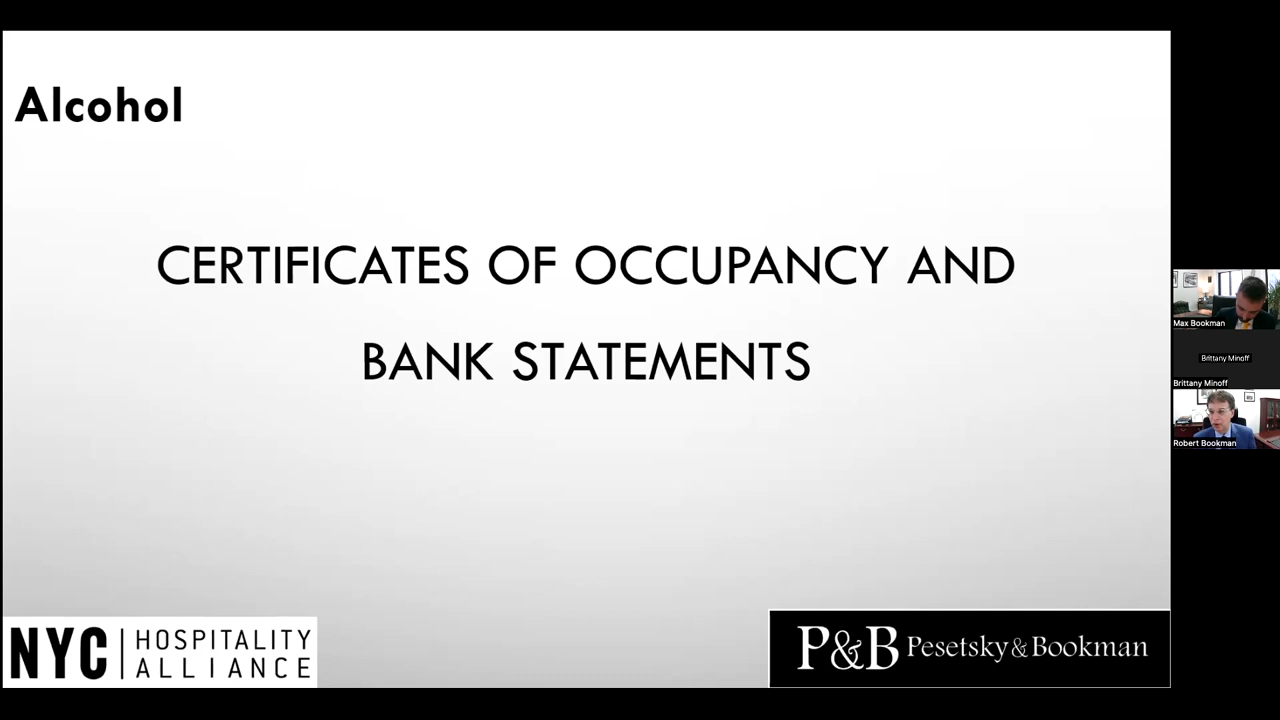 Alcohol
CERTIFICATES OF OCCUPANCY AND
BANK STATEMENTS
NYC
HOSPITALITY
ALLIANCE
P&B Pesetsky & Bookman
Max Bookman
Brittany Minoff
Brittany Minoff
Robert Bookman